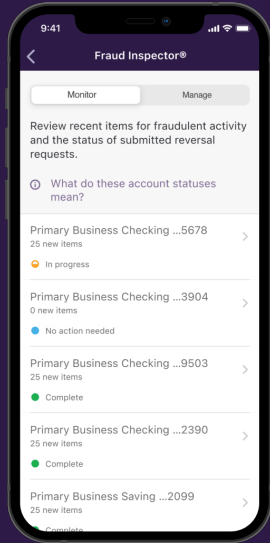 9:41
Fraud Inspector®
Monitor Manage
Review recent items for fraudulent activity
and the status of submitted reversal
requests.
What do these account statuses
mean?
Primary Business Checking ...5678
25 new items
In progress
Primary Business Checking ...3904
0 new items
No action needed
Primary Business Checking ...9503
25 new items
Complete
Primary Business Checking ...2390
25 new items
Complete
Primary Business Saving ...2099
25 new items
Complete